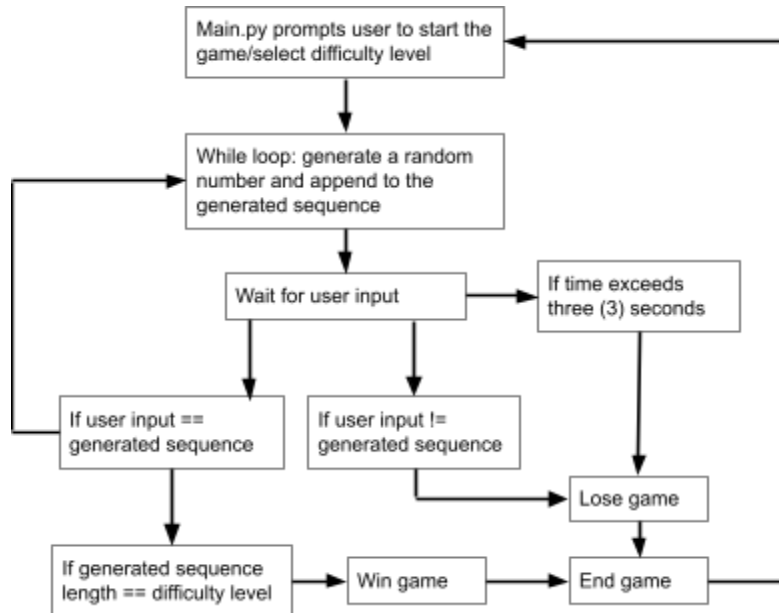 Main.py prompts user to start the
game/select difficulty level
While loop: generate a random
number and append to the
generated sequence
Wait for user input
If time exceeds
three (3) seconds
If user input ==
generated sequence
If user input !=
generated sequence
Lose game
If generated sequence
length == difficulty level
Win game
End game